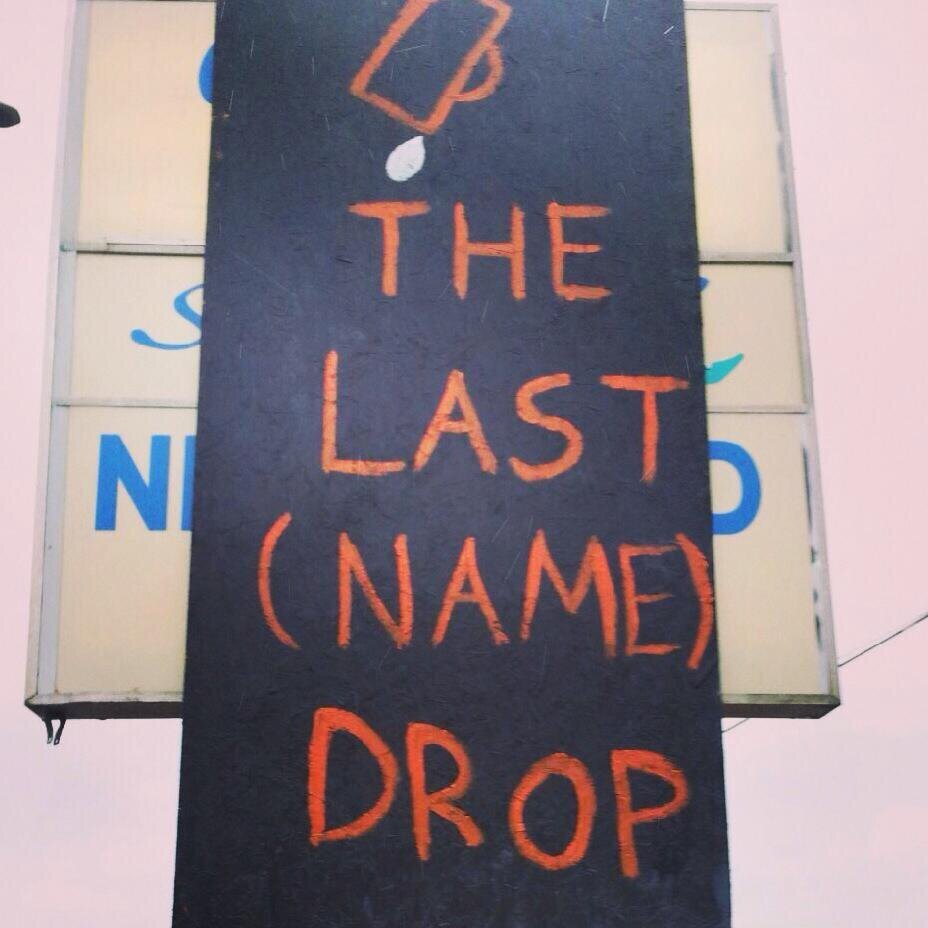 THE
LAST
(NAME)
DROP